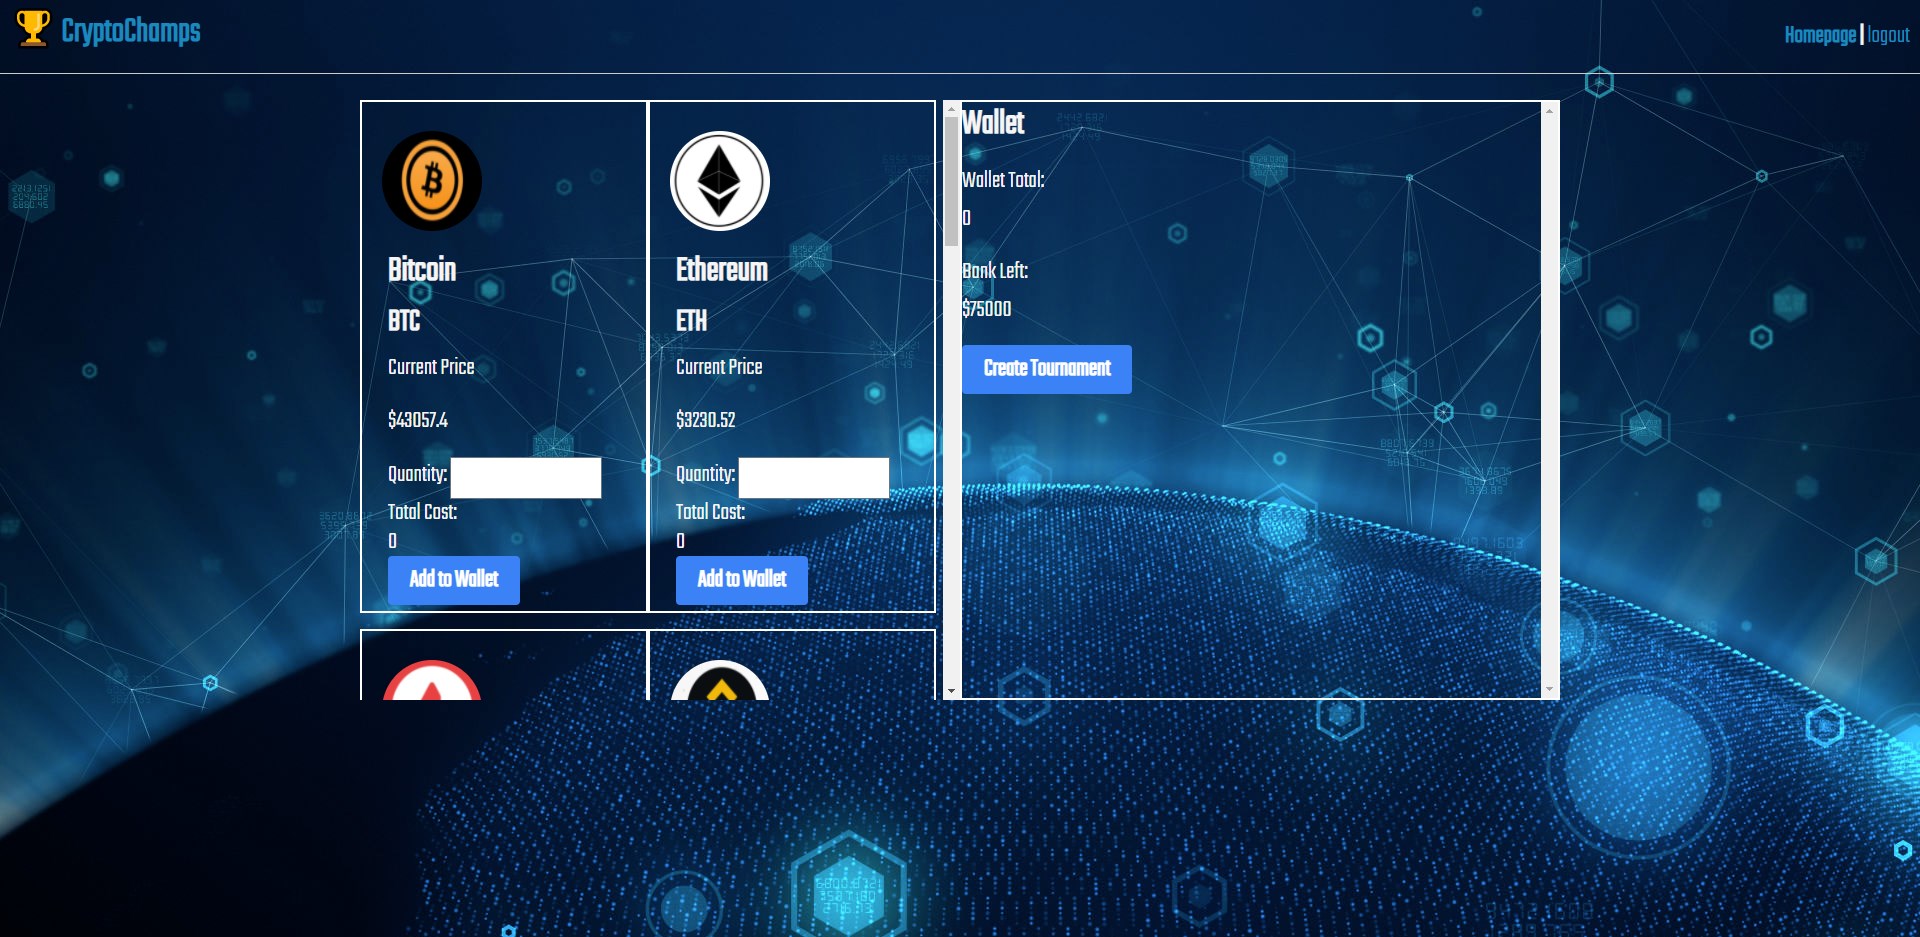 CryptoChamps
Homepage | logout
Bitcoin
BTC
Current Price
$43057.4
Quantity:
Total Cost:
0
Add to Wallet
Ethereum
ETH
Current Price
$3230.52
Quantity:
Total Cost:
0
Add to Wallet
Wallet
Wallet Total:
0
Bank Left:
$75000
Create Tournament